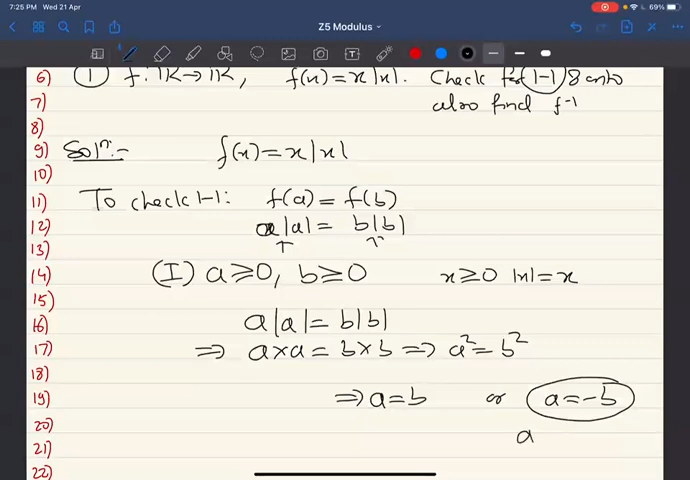 7:25 PM Wed 21 Apr
69%
Z5 Modulus
6) ① f: IR → IR, f(x) = x|x|. Check for 1-1 & onto
7) also find f-1
8)
9) Soln:- f(x) = x|x|
10)
11) To check 1-1: f(a) = f(b)
12) a|a| = b|b|
13) ↑ ↑
14) (I) a ≥ 0, b ≥ 0 x ≥ 0 |x| = x
15)
16) a|a| = b|b|
17) ⇒ a×a = b×b ⇒ a² = b²
18)
19) ⇒ a = b or a = -b
20)
21) a
22)